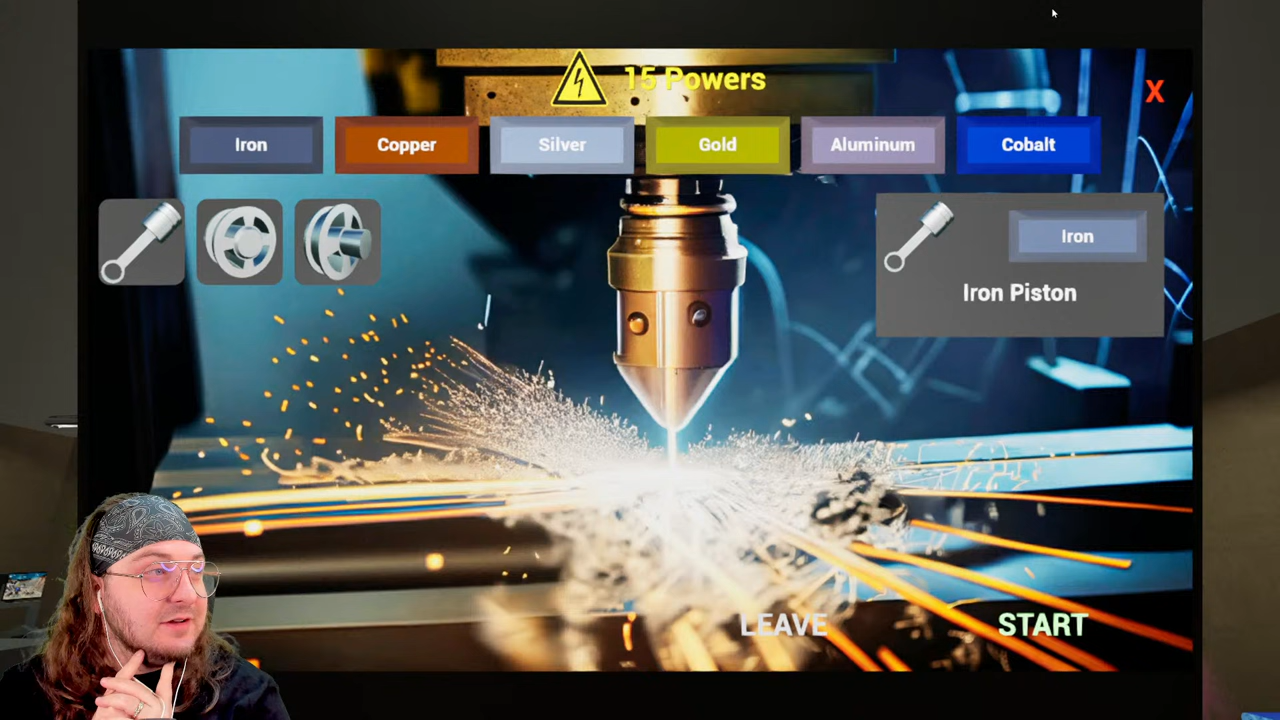 15 Powers
X
Iron Copper Silver Gold Aluminum Cobalt
Iron
Iron Piston
LEAVE START